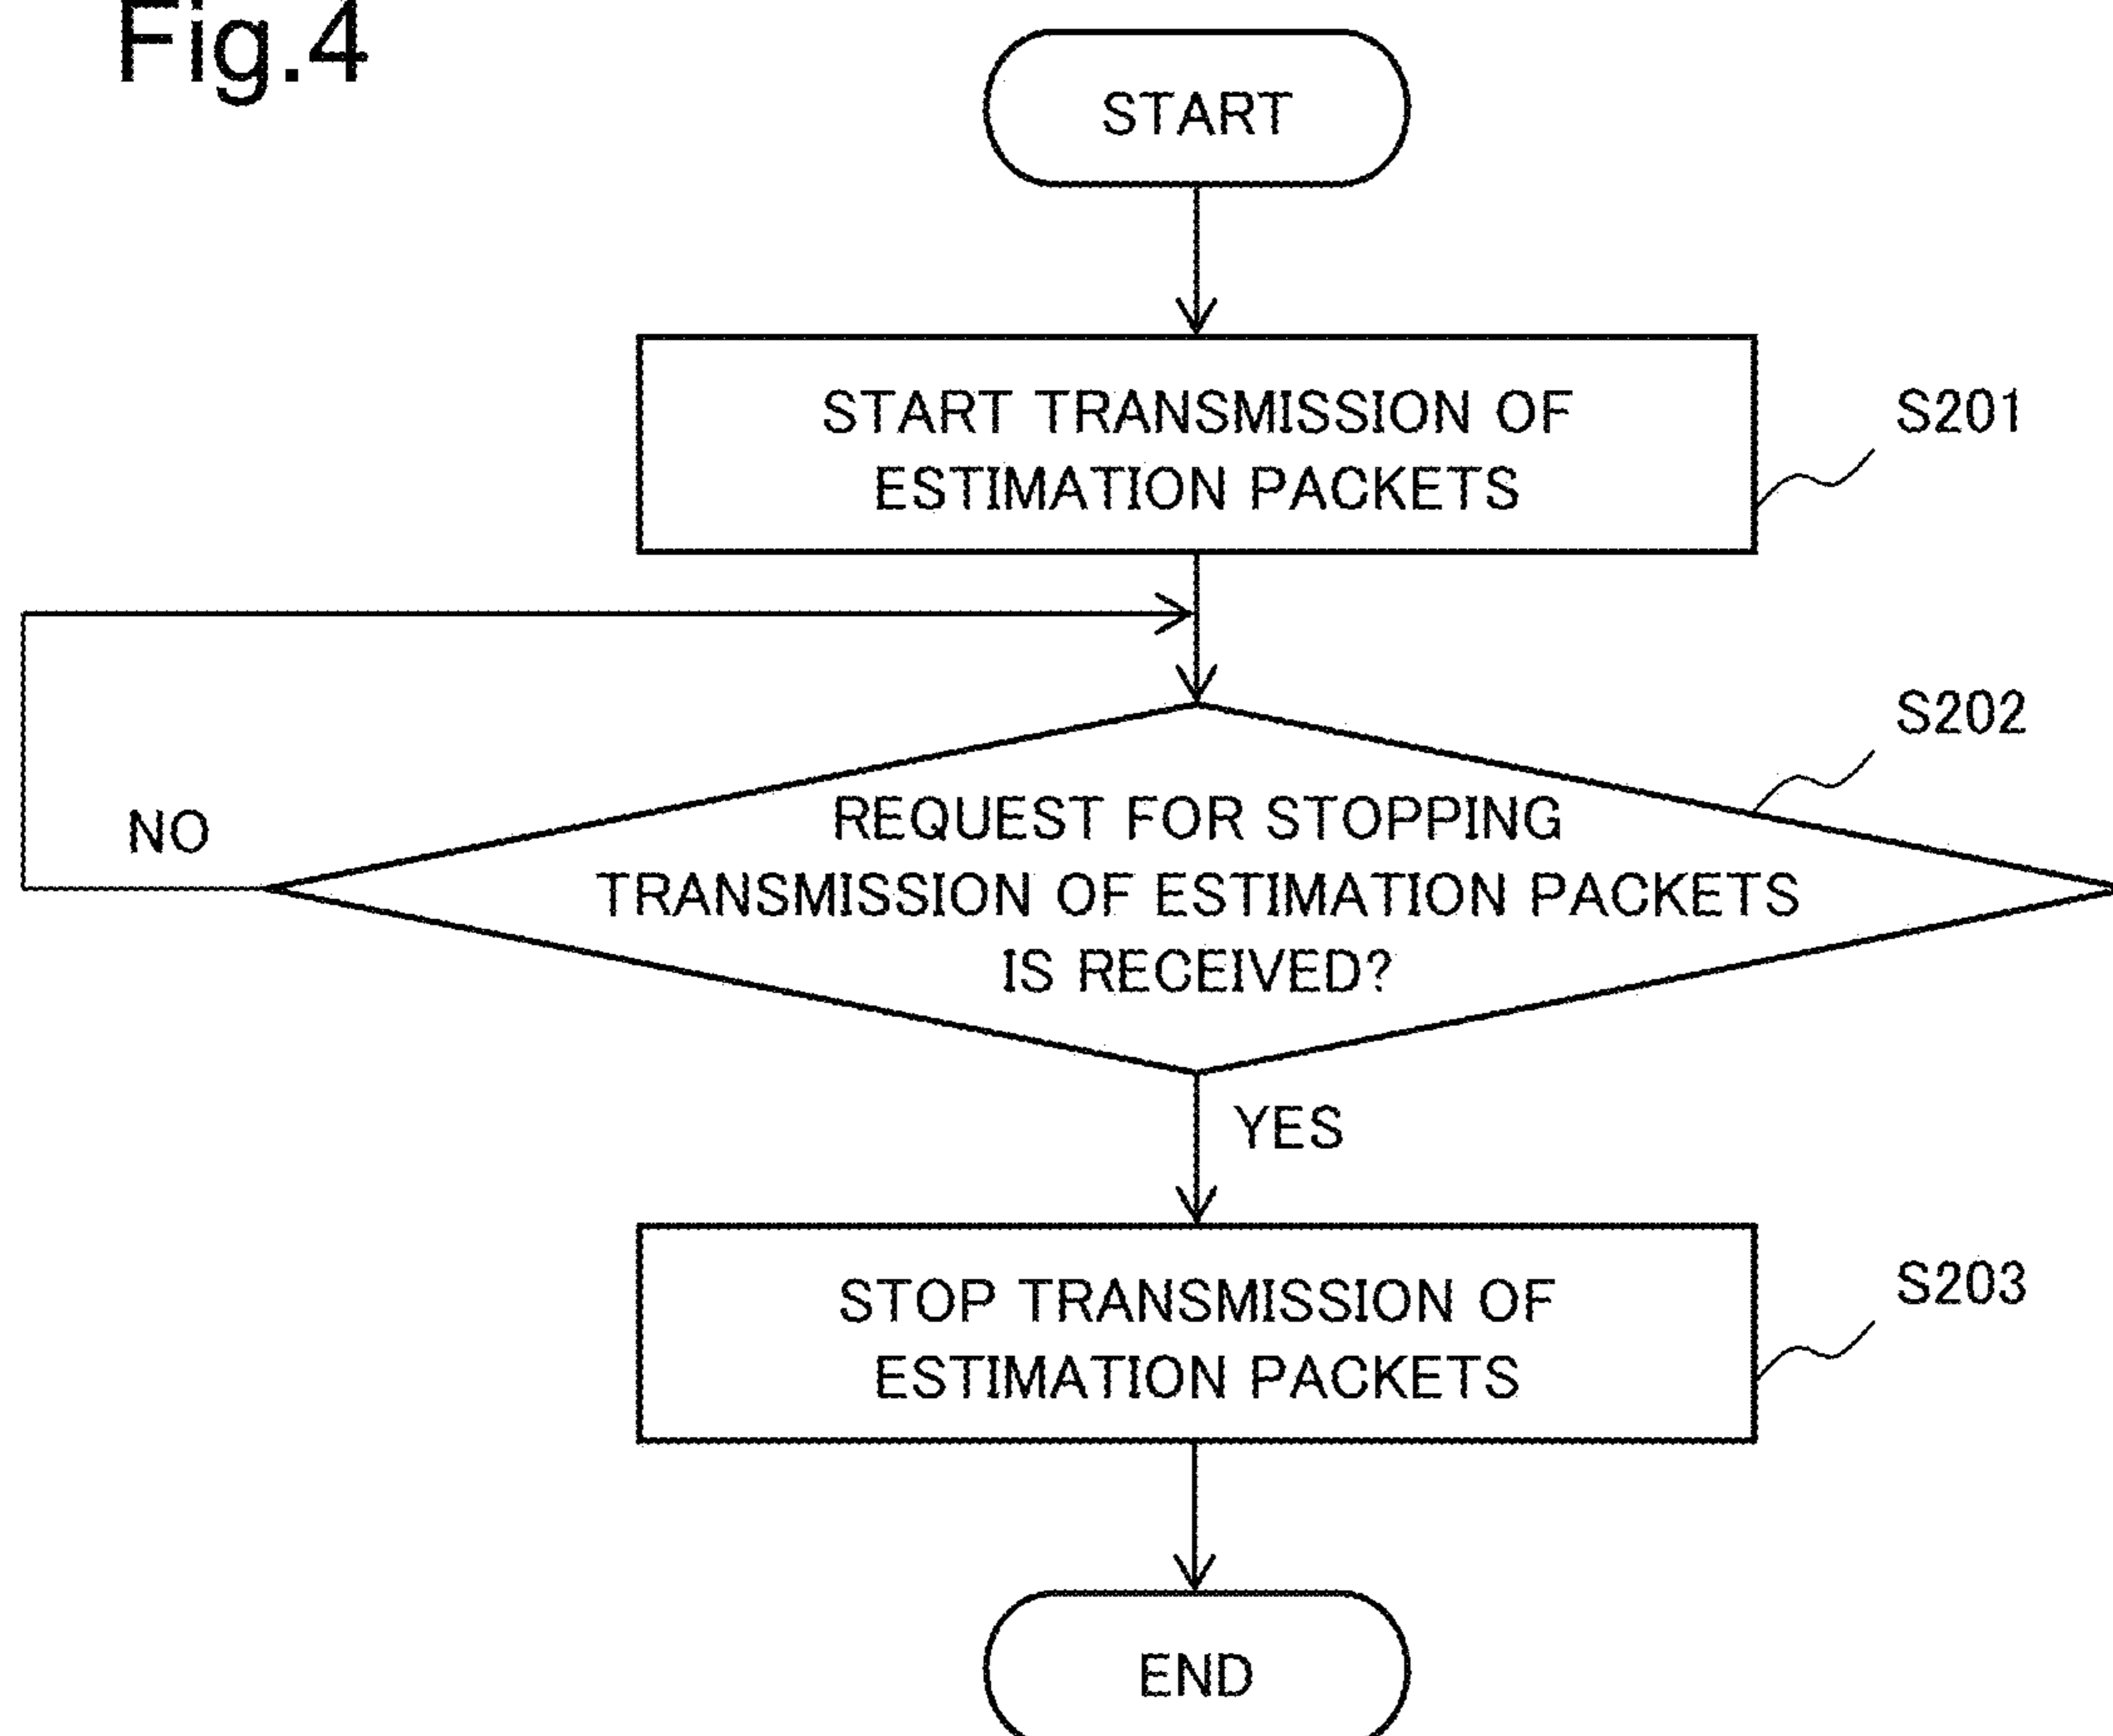 Fig.4
START
START TRANSMISSION OF
ESTIMATION PACKETS
S201
S202
NO
REQUEST FOR STOPPING
TRANSMISSION OF ESTIMATION PACKETS
IS RECEIVED?
YES
STOP TRANSMISSION OF
ESTIMATION PACKETS
S203
END